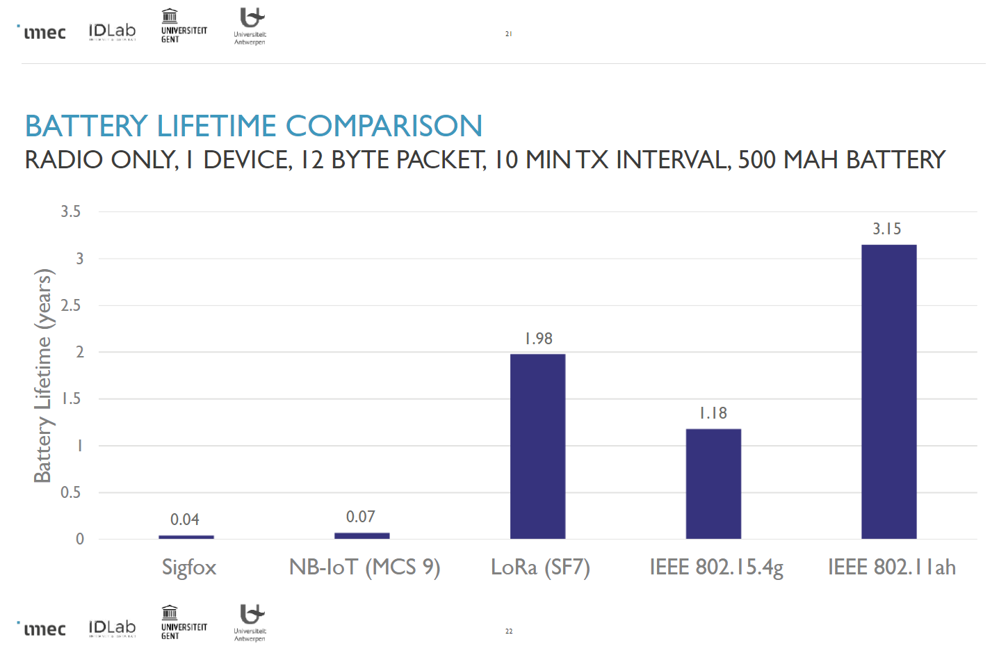 imec
IDLab
UNIVERSITEIT
GENT
Universiteit
Antwerpen
21
BATTERY LIFETIME COMPARISON
RADIO ONLY, 1 DEVICE, 12 BYTE PACKET, 10 MIN TX INTERVAL, 500 MAH BATTERY
Battery Lifetime (years)
3.5
3
2.5
2
1.5
1
0.5
0
0.04
0.07
1.98
1.18
3.15
Sigfox
NB-IoT (MCS 9)
LoRa (SF7)
IEEE 802.15.4g
IEEE 802.11ah
imec
IDLab
UNIVERSITEIT
GENT
Universiteit
Antwerpen
22